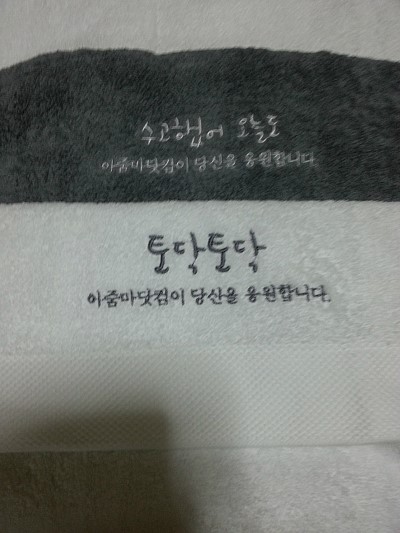 수고했어 오늘도
아줌마닷컴이 당신을 응원합니다
토닥토닥
아줌마닷컴이 당신을 응원합니다.